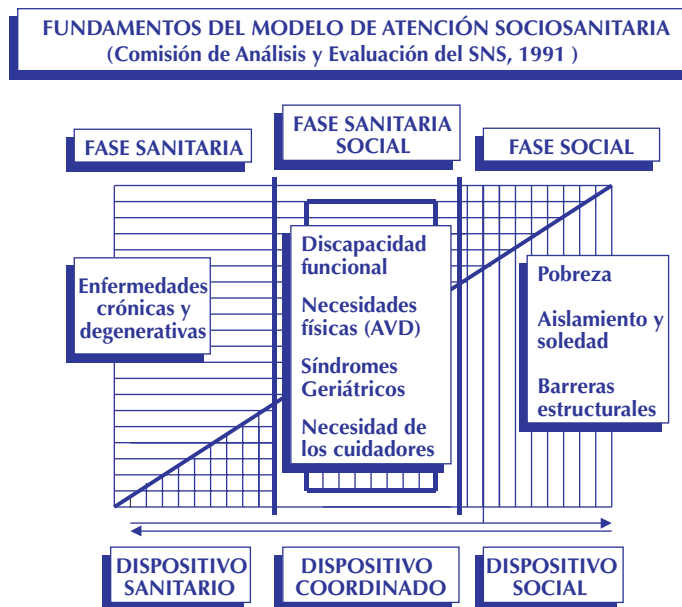 FUNDAMENTOS DEL MODELO DE ATENCIÓN SOCIOSANITARIA
(Comisión de Análisis y Evaluación del SNS, 1991 )
FASE SANITARIA
FASE SANITARIA
SOCIAL
FASE SOCIAL
Enfermedades
crónicas y
degenerativas
Discapacidad
funcional
Necesidades
físicas (AVD)
Síndromes
Geriátricos
Necesidad de
los cuidadores
Pobreza
Aislamiento y
soledad
Barreras
estructurales
DISPOSITIVO
SANITARIO
DISPOSITIVO
COORDINADO
DISPOSITIVO
SOCIAL